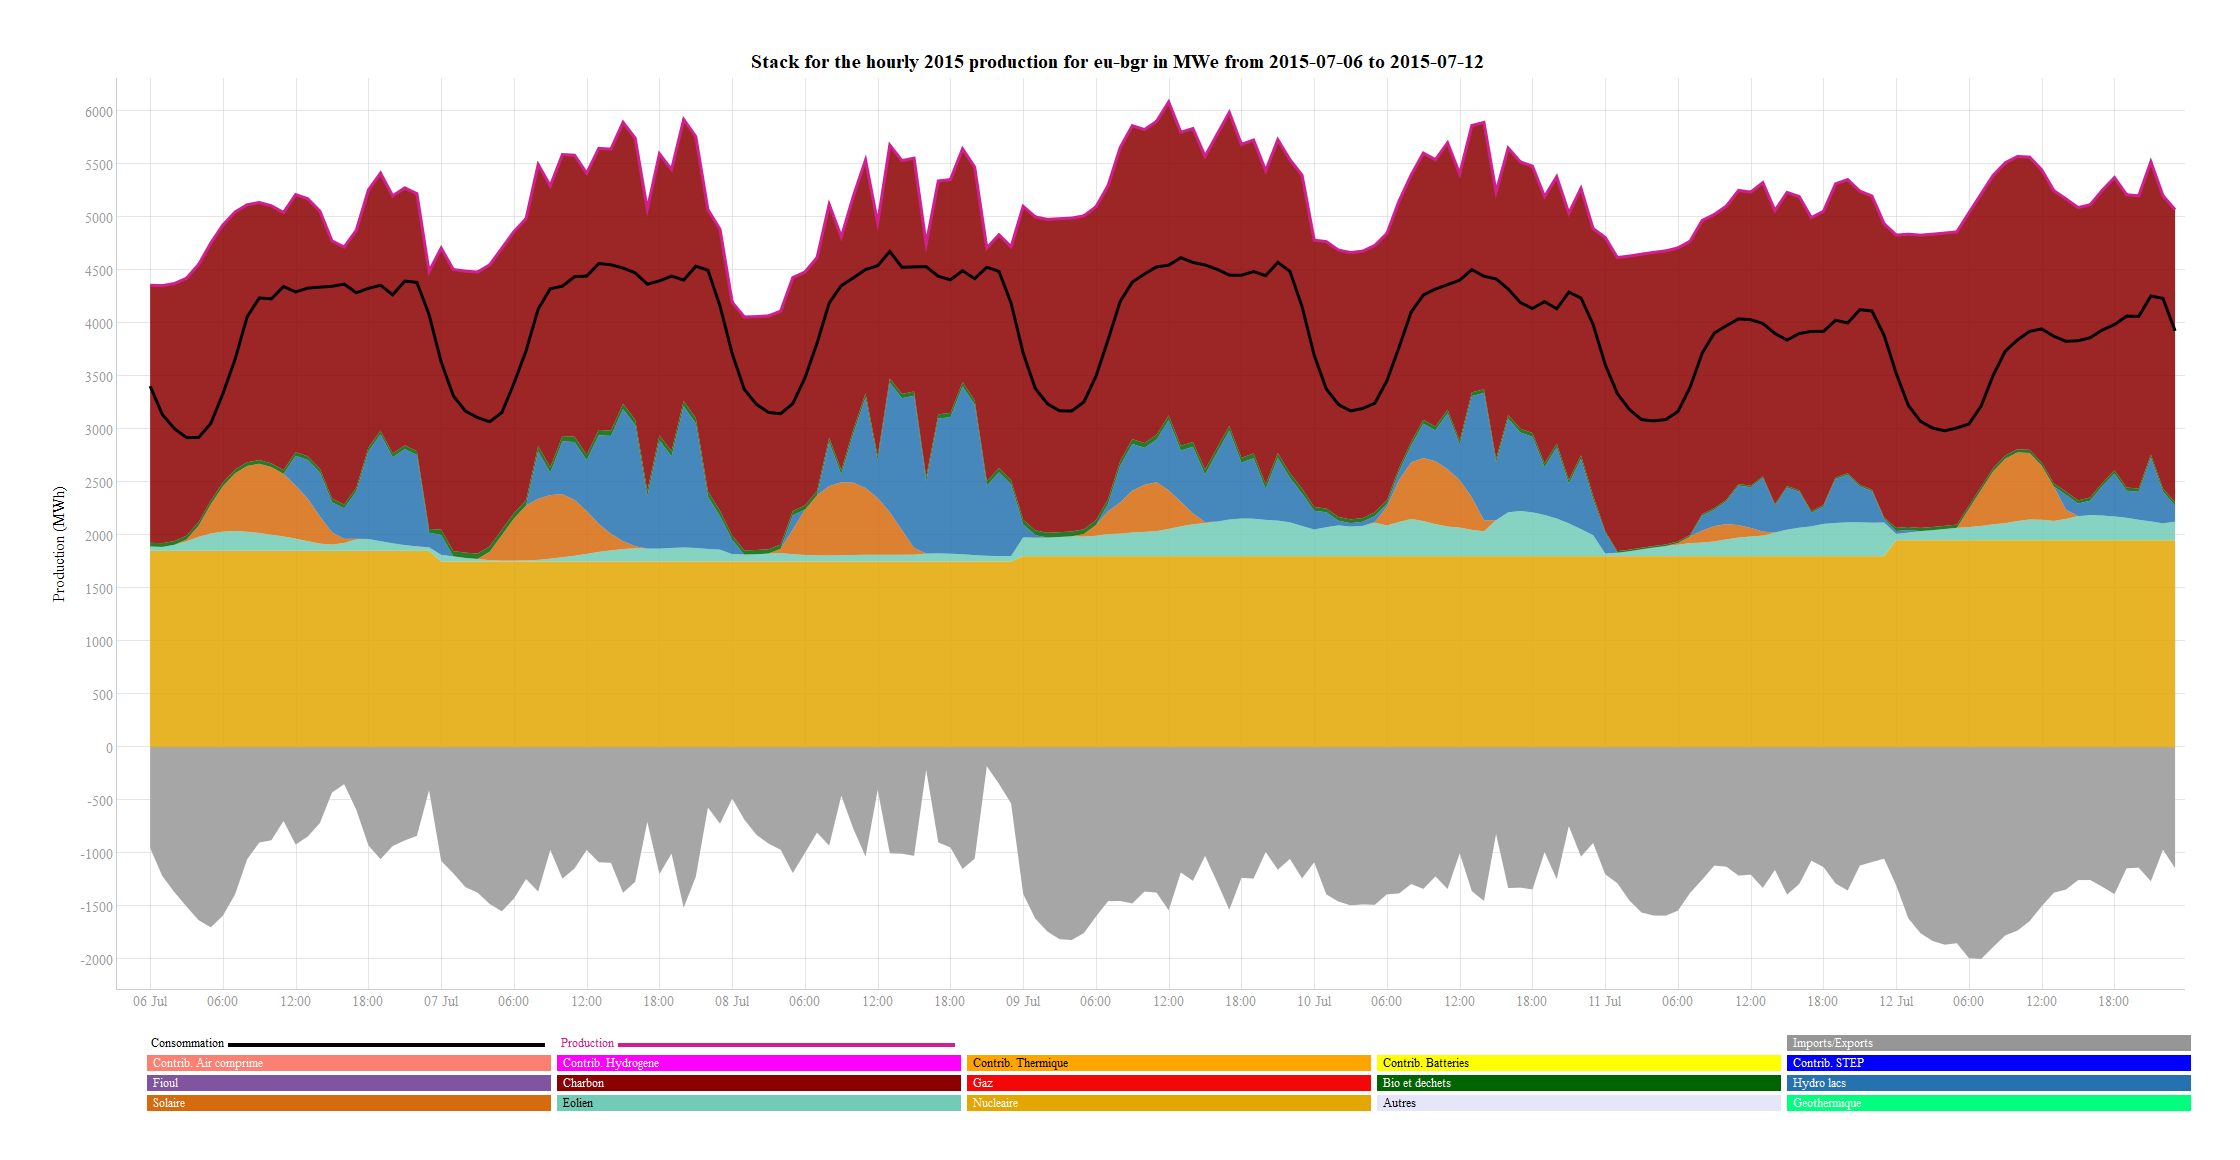 Stack for the hourly 2015 production for eu-bgr in MWe from 2015-07-06 to 2015-07-12
6000
5500
5000
4500
4000
3500
3000
2500
2000
1500
1000
500
0
-500
-1000
-1500
-2000
Production (MWh)
06 Jul 06:00 12:00 18:00 07 Jul 06:00 12:00 18:00 08 Jul 06:00 12:00 18:00 09 Jul 06:00 12:00 18:00 10 Jul 06:00 12:00 18:00 11 Jul 06:00 12:00 18:00 12 Jul 06:00 12:00 18:00
Consommation Production Imports/Exports
Contrib. Air comprime Contrib. Hydrogene Contrib. Thermique Contrib. Batteries Contrib. STEP
Fioul Charbon Gaz Bio et dechets Hydro lacs
Solaire Eolien Nucleaire Autres Geothermique